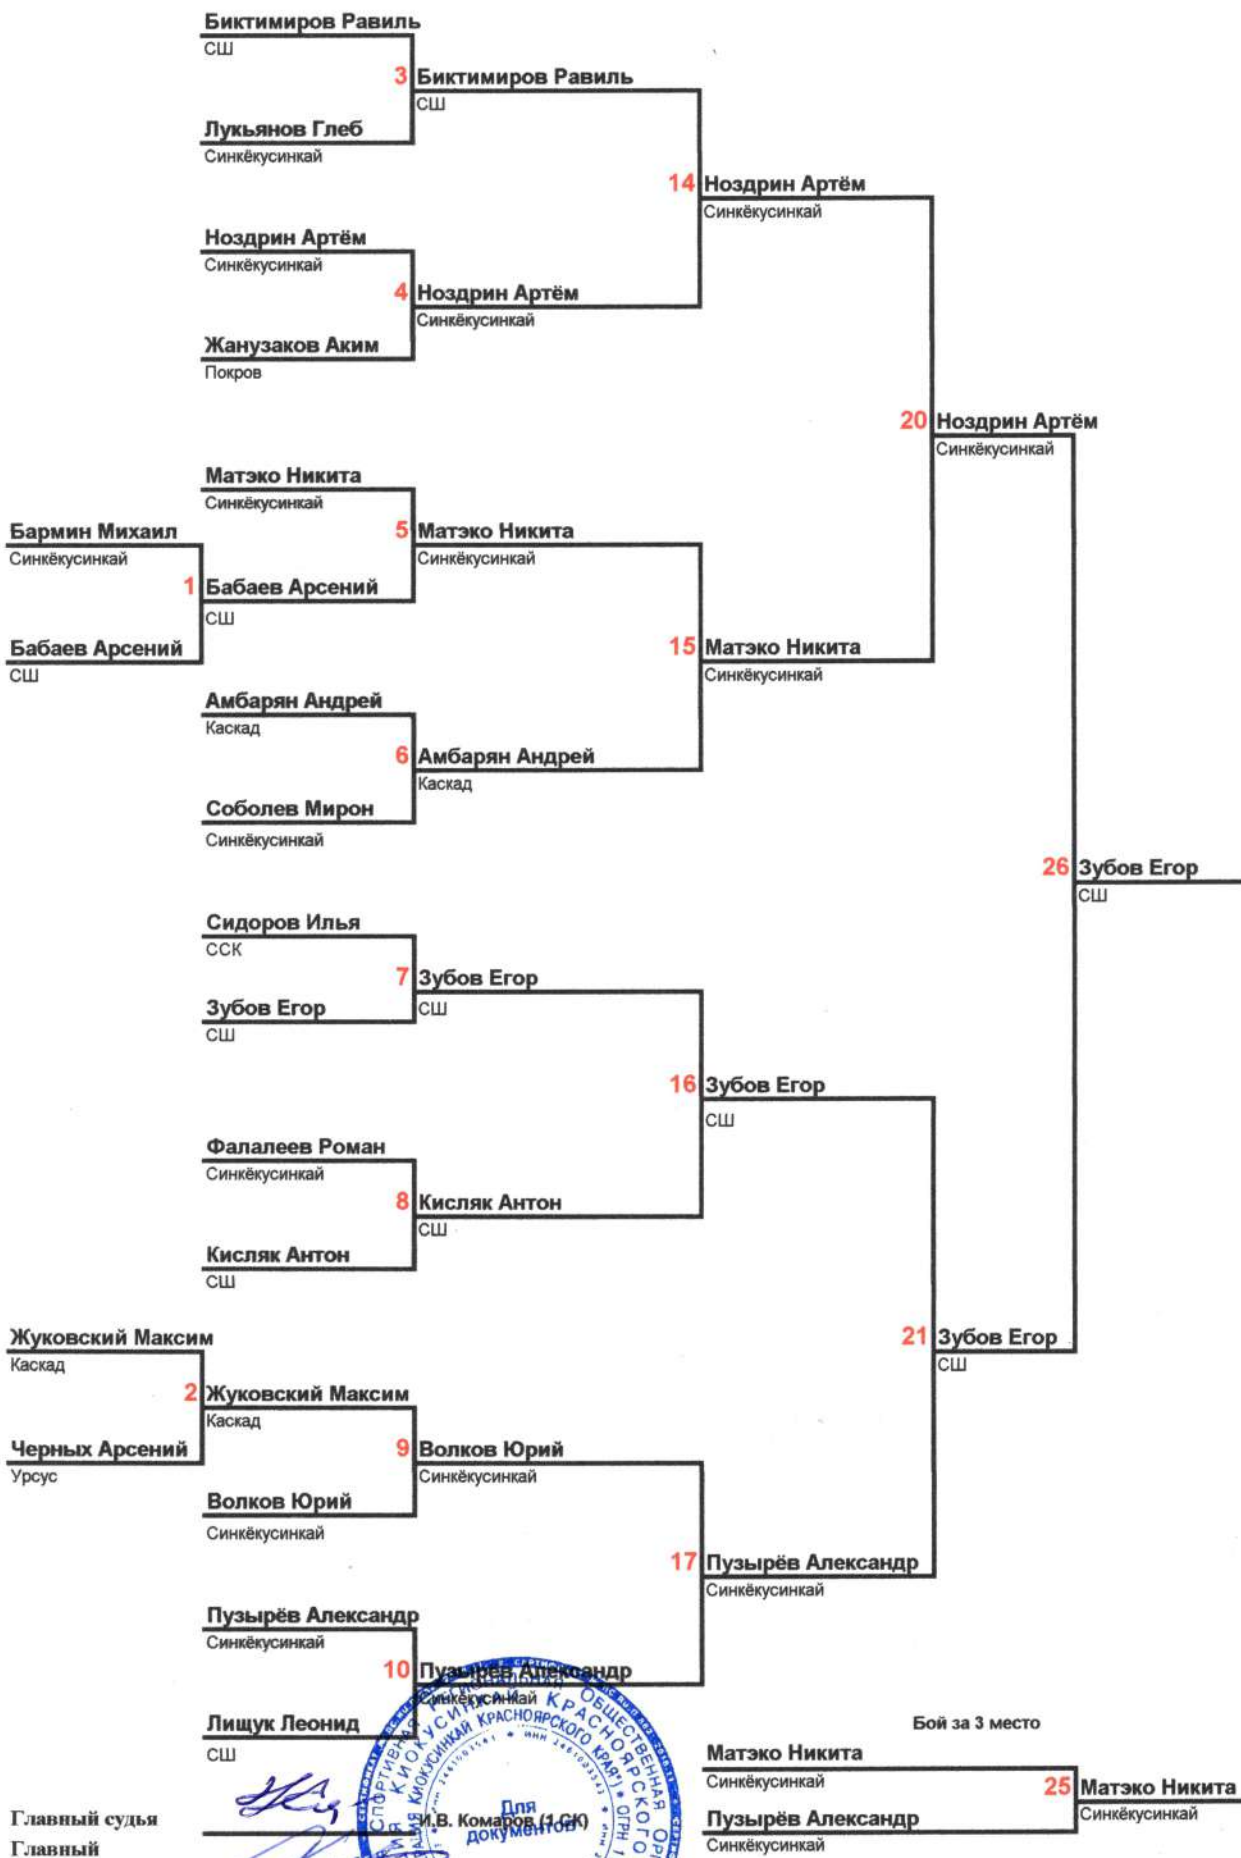 Биктимиров Равиль
СШ
3 Биктимиров Равиль
СШ
Лукьянов Глеб
Синкёкусинкай
14 Ноздрин Артём
Синкёкусинкай
Ноздрин Артём
Синкёкусинкай
4 Ноздрин Артём
Синкёкусинкай
Жанузаков Аким
Покров
20 Ноздрин Артём
Синкёкусинкай
Матэко Никита
Синкёкусинкай
Бармин Михаил
Синкёкусинкай
5 Матэко Никита
Синкёкусинкай
1 Бабаев Арсений
СШ
Бабаев Арсений
СШ
15 Матэко Никита
Синкёкусинкай
Амбарян Андрей
Каскад
6 Амбарян Андрей
Каскад
Соболев Мирон
Синкёкусинкай
26 Зубов Егор
СШ
Сидоров Илья
ССК
7 Зубов Егор
СШ
Зубов Егор
СШ
16 Зубов Егор
СШ
Фалалеев Роман
Синкёкусинкай
8 Кисляк Антон
СШ
Кисляк Антон
СШ
Жуковский Максим
Каскад
21 Зубов Егор
СШ
2 Жуковский Максим
Каскад
Черных Арсений
Урсус
9 Волков Юрий
Синкёкусинкай
Волков Юрий
Синкёкусинкай
17 Пузырёв Александр
Синкёкусинкай
Пузырёв Александр
Синкёкусинкай
10 Пузырёв Александр
Синкёкусинкай
Лищук Леонид
СШ
Бой за 3 место
Матэко Никита
Синкёкусинкай
25 Матэко Никита
Синкёкусинкай
Пузырёв Александр
Синкёкусинкай
Главный судья И.В. Комаров (1 СК)
Главный
Для
документов
КИОКУСИНКАЙ КРАСНОЯРСКОГО КРАЯ